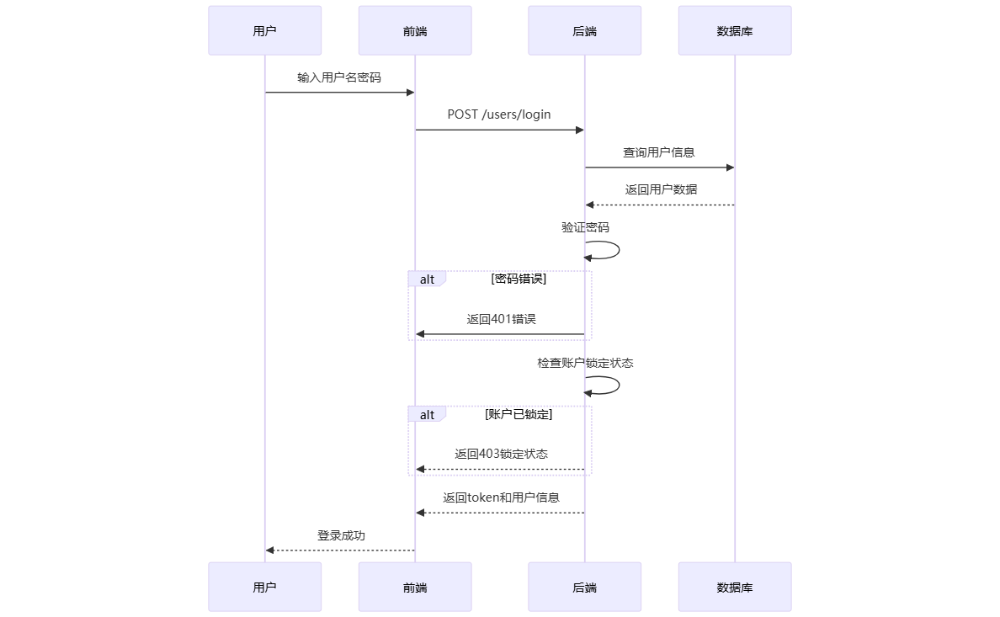 用户
前端
后端
数据库
输入用户名密码
POST /users/login
查询用户信息
返回用户数据
验证密码
alt
[密码错误]
返回401错误
检查账户锁定状态
alt
[账户已锁定]
返回403锁定状态
返回token和用户信息
登录成功
用户
前端
后端
数据库